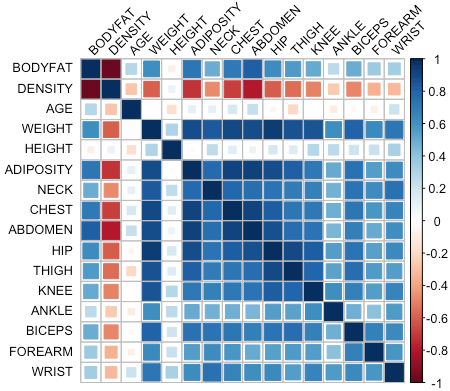 BODYFAT
DENSITY
AGE
WEIGHT
HEIGHT
ADIPOSITY
NECK
CHEST
ABDOMEN
HIP
THIGH
KNEE
ANKLE
BICEPS
FOREARM
WRIST
BODYFAT
DENSITY
AGE
WEIGHT
HEIGHT
ADIPOSITY
NECK
CHEST
ABDOMEN
HIP
THIGH
KNEE
ANKLE
BICEPS
FOREARM
WRIST
1
0.8
0.6
0.4
0.2
0
-0.2
-0.4
-0.6
-0.8
-1